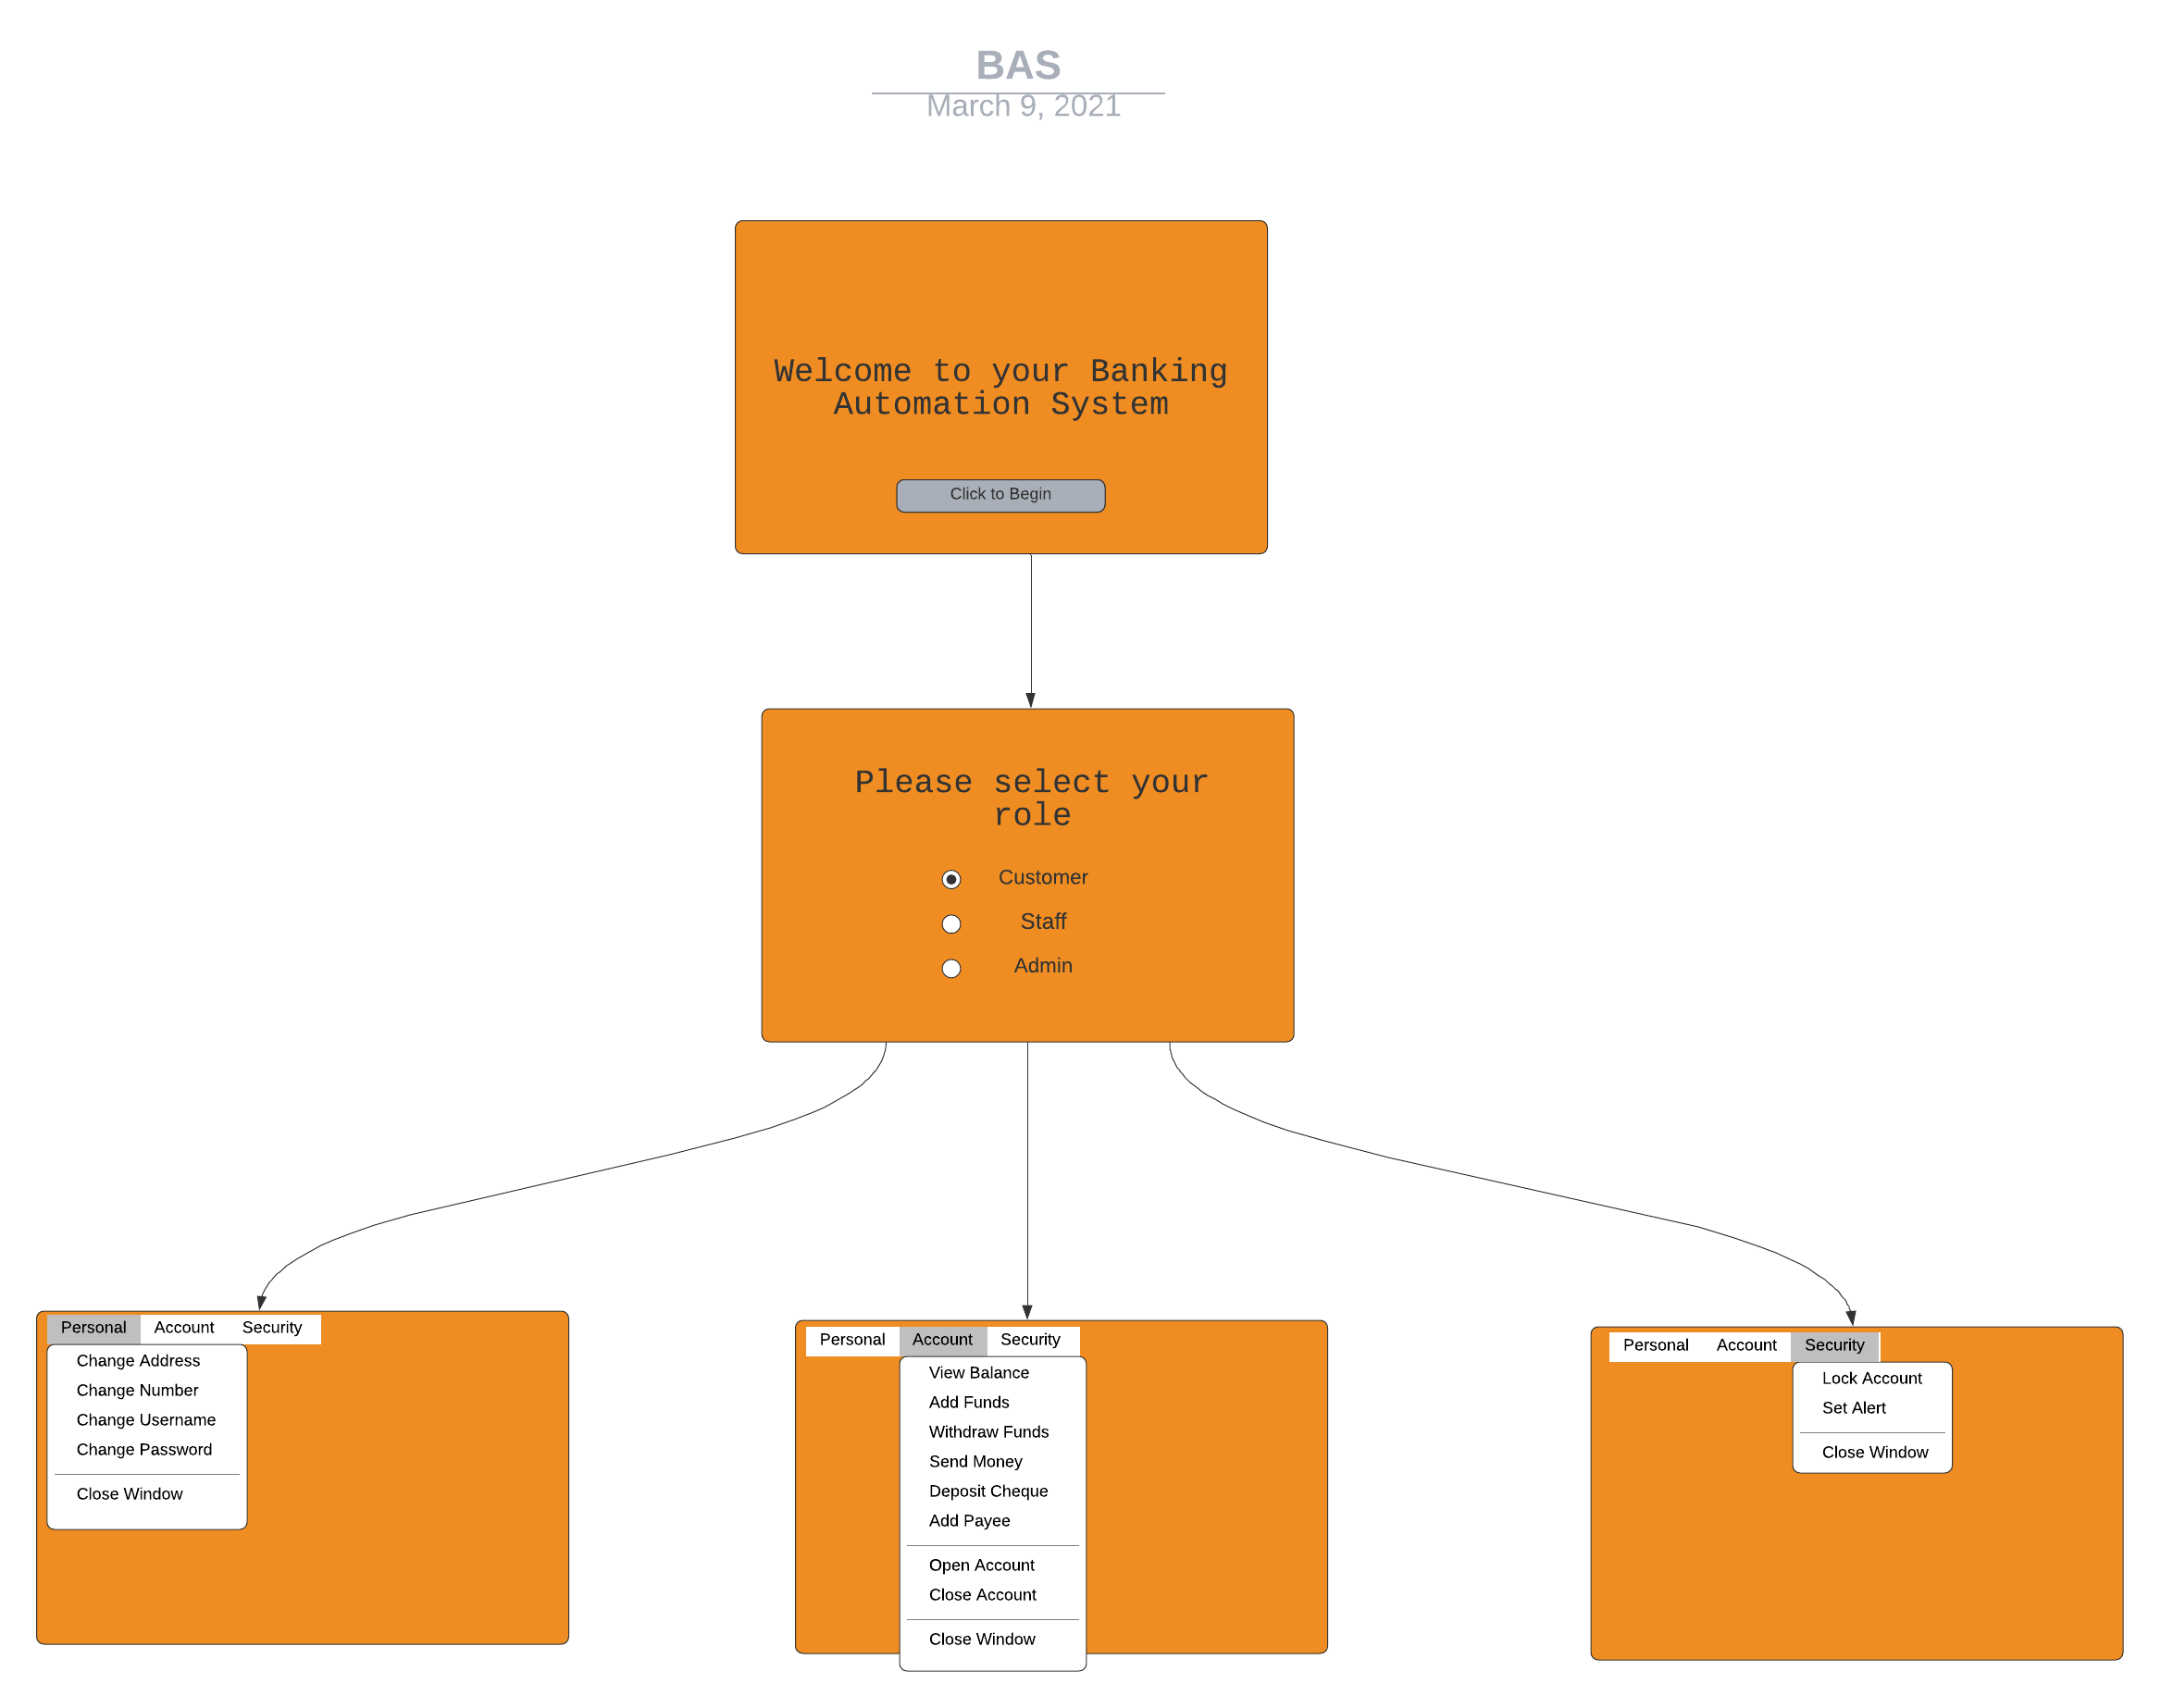 BAS
March 9, 2021
Welcome to your Banking
Automation System
Click to Begin
Please select your
role
Customer
Staff
Admin
Personal Account Security
Change Address
Change Number
Change Username
Change Password
Close Window
Personal Account Security
View Balance
Add Funds
Withdraw Funds
Send Money
Deposit Cheque
Add Payee
Open Account
Close Account
Close Window
Personal Account Security
Lock Account
Set Alert
Close Window